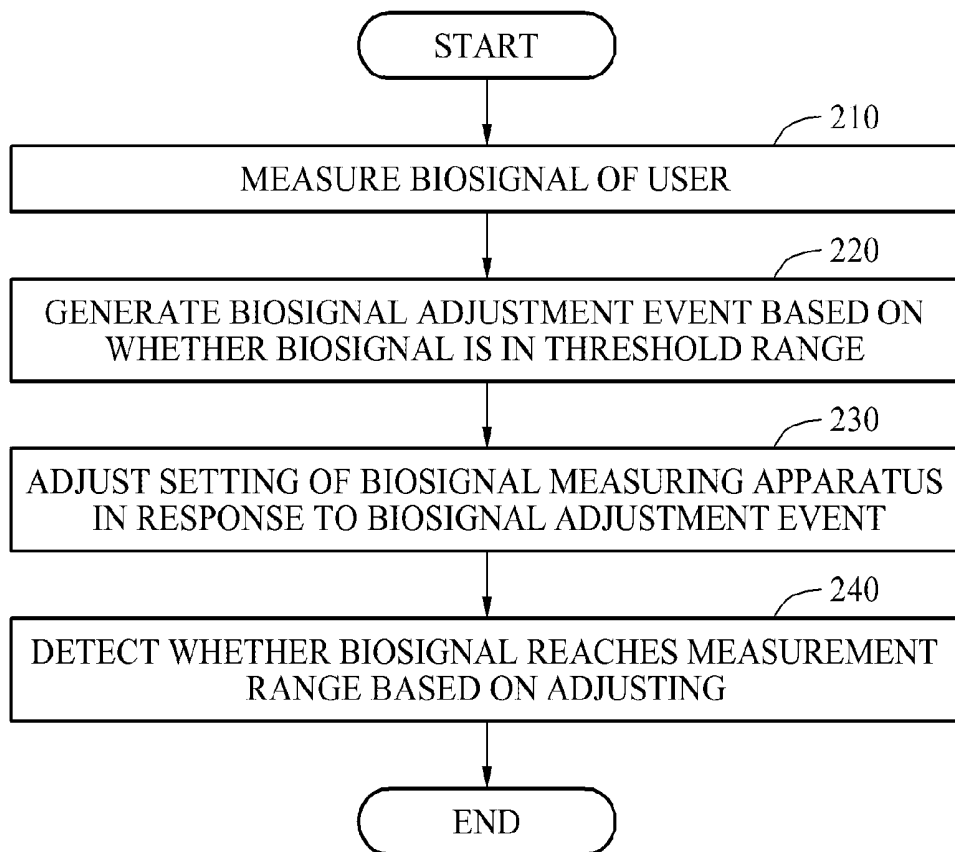 START
210
MEASURE BIOSIGNAL OF USER
220
GENERATE BIOSIGNAL ADJUSTMENT EVENT BASED ON
WHETHER BIOSIGNAL IS IN THRESHOLD RANGE
230
ADJUST SETTING OF BIOSIGNAL MEASURING APPARATUS
IN RESPONSE TO BIOSIGNAL ADJUSTMENT EVENT
240
DETECT WHETHER BIOSIGNAL REACHES MEASUREMENT
RANGE BASED ON ADJUSTING
END